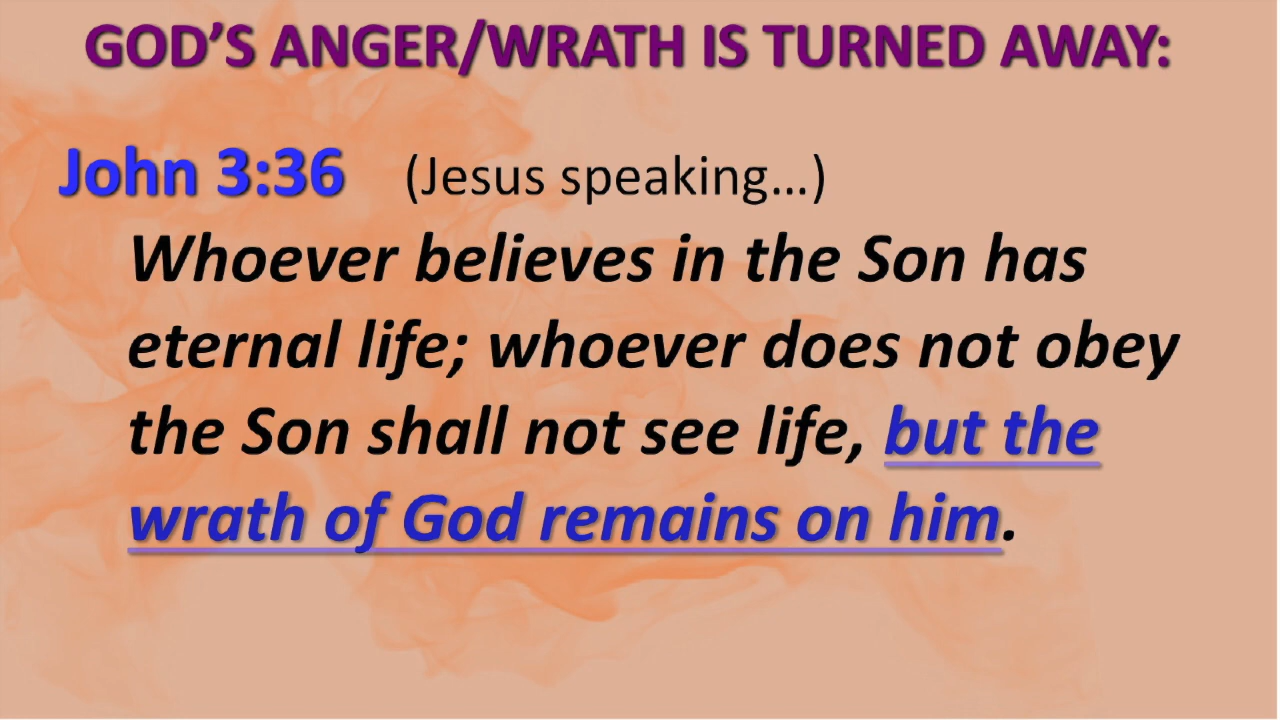 GOD’S ANGER/WRATH IS TURNED AWAY:
John 3:36 (Jesus speaking…)
Whoever believes in the Son has
eternal life; whoever does not obey
the Son shall not see life, but the
wrath of God remains on him.